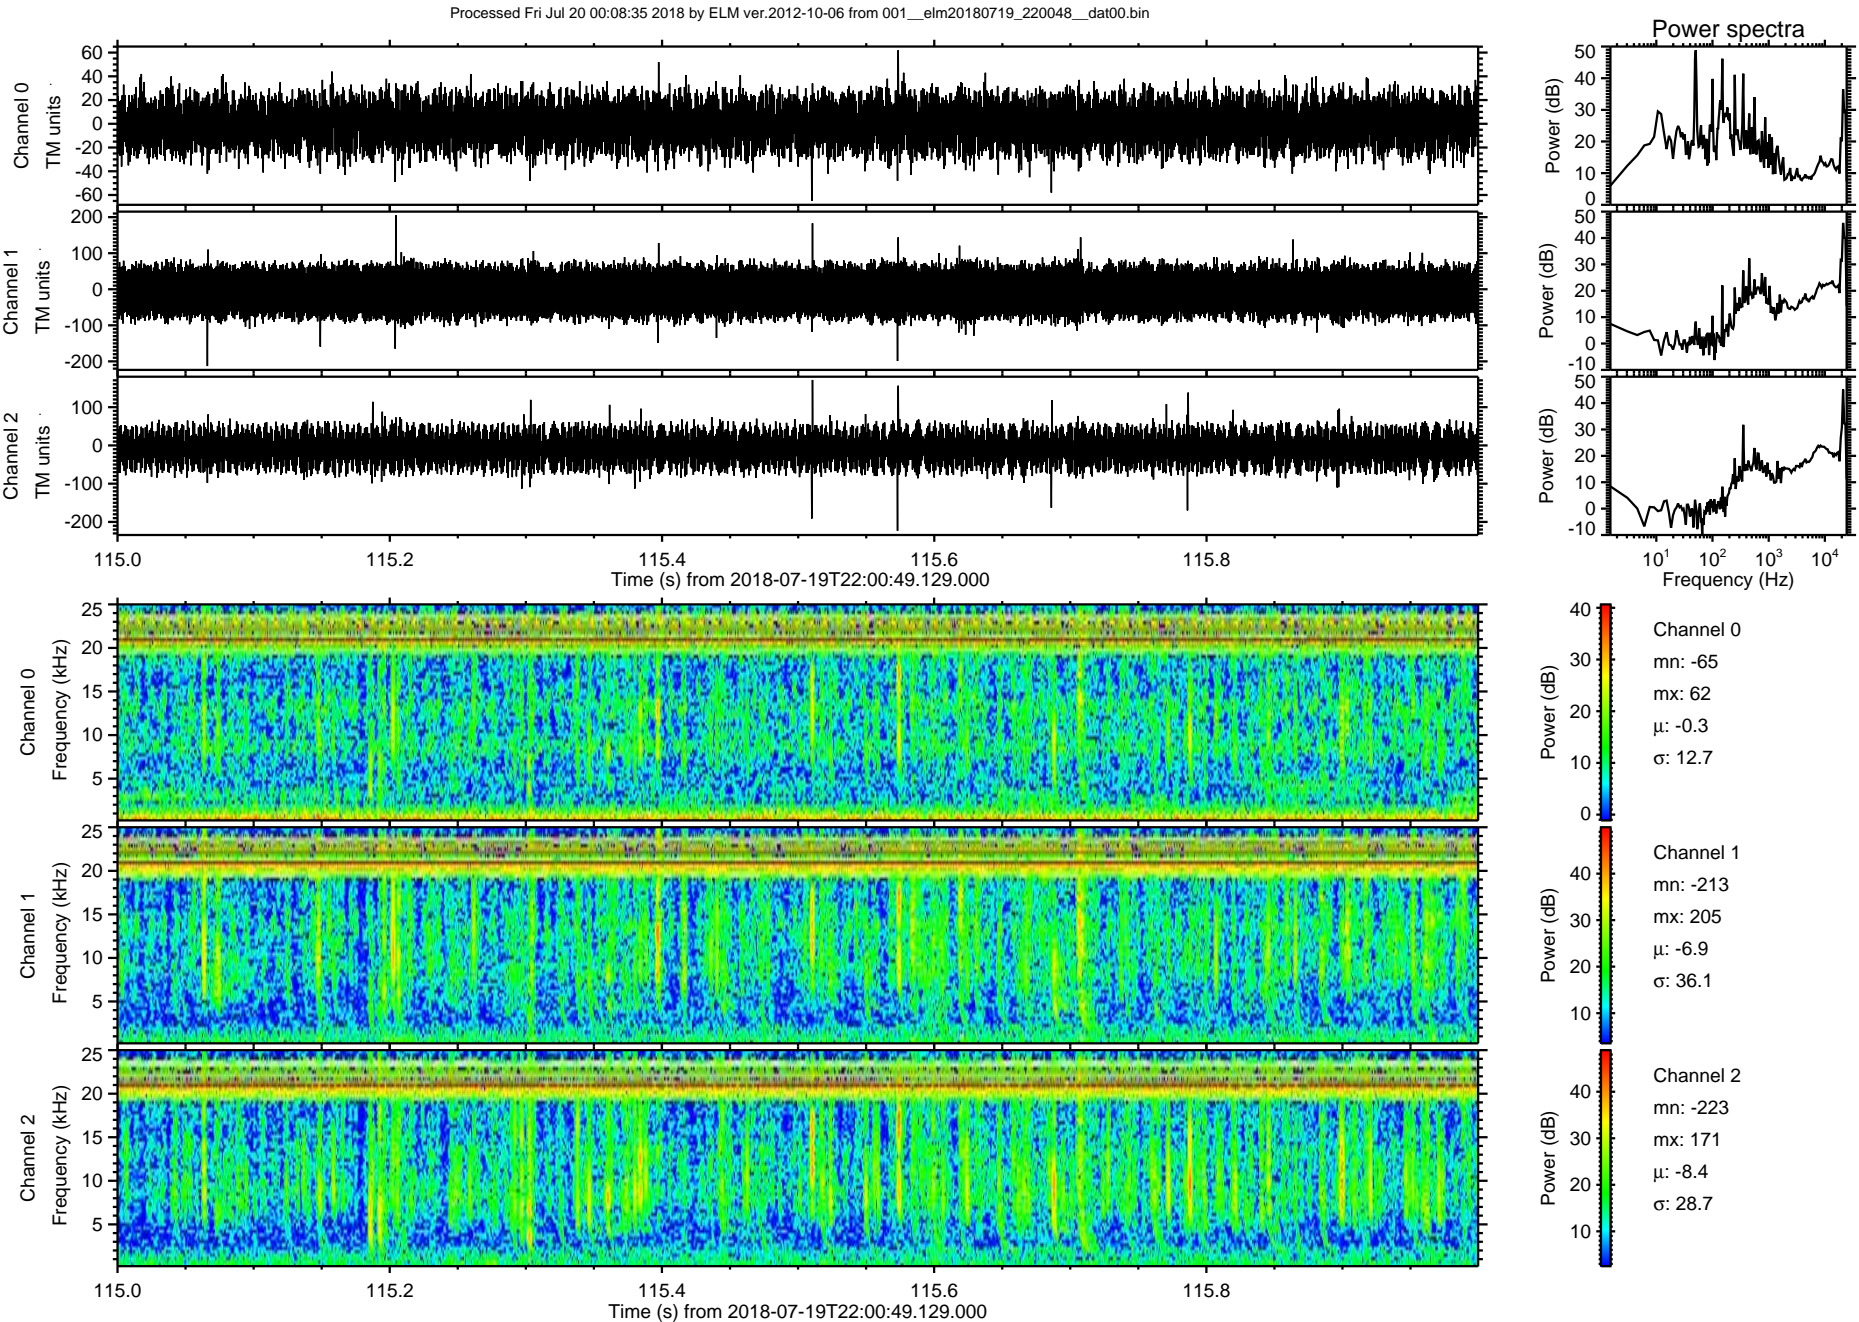 Processed Fri Jul 20 00:08:35 2018 by ELM ver.2012-10-06 from 001__elm20180719_220048__dat00.bin
Power spectra
Channel 0
TM units
60
40
20
0
-20
-40
-60
Power (dB)
50
40
30
20
10
0
Channel 1
TM units
200
100
0
-100
-200
Power (dB)
50
40
30
20
10
0
-10
Channel 2
TM units
100
0
-100
-200
Power (dB)
50
40
30
20
10
0
-10
115.0 115.2 115.4 115.6 115.8
Time (s) from 2018-07-19T22:00:49.129.000
10¹ 10² 10³ 10⁴
Frequency (Hz)
Channel 0
Frequency (kHz)
25
20
15
10
5
Power (dB)
40
30
20
10
0
Channel 0
mn: -65
mx: 62
μ: -0.3
σ: 12.7
Channel 1
Frequency (kHz)
25
20
15
10
5
Power (dB)
40
30
20
10
Channel 1
mn: -213
mx: 205
μ: -6.9
σ: 36.1
Channel 2
Frequency (kHz)
25
20
15
10
5
Power (dB)
40
30
20
10
Channel 2
mn: -223
mx: 171
μ: -8.4
σ: 28.7
115.0 115.2 115.4 115.6 115.8
Time (s) from 2018-07-19T22:00:49.129.000